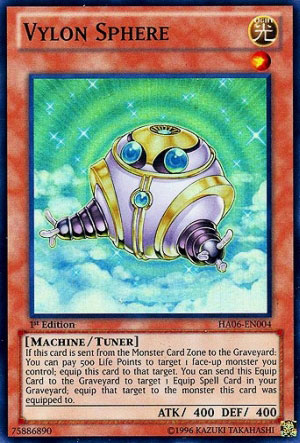 VYLON SPHERE
LIGHT
光
1st Edition
HA06-EN004
[MACHINE/TUNER]
If this card is sent from the Monster Card Zone to the Graveyard:
You can pay 500 Life Points to target 1 face-up monster you
control; equip this card to that target. You can send this Equip
Card to the Graveyard to target 1 Equip Spell Card in your
Graveyard; equip that target to the monster this card was
equipped to.
ATK/ 400 DEF/ 400
75886890
©1996 KAZUKI TAKAHASHI